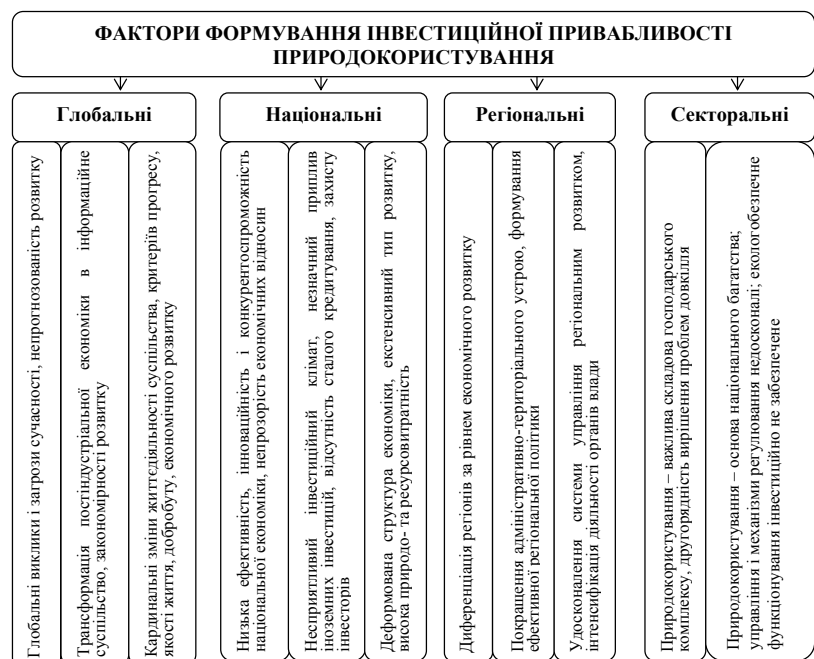 ФАКТОРИ ФОРМУВАННЯ ІНВЕСТИЦІЙНОЇ ПРИВАБЛИВОСТІ
ПРИРОДОКОРИСТУВАННЯ
Глобальні
Глобальні виклики і загрози сучасності, непрогнозованість розвитку
Трансформація постіндустріальної економіки в інформаційне
суспільство, закономірності розвитку
Кардинальні зміни життєдіяльності суспільства, критеріїв прогресу,
якості життя, добробуту, економічного розвитку
Національні
Низька ефективність, інноваційність і конкурентоспроможність
національної економіки, непрозорість економічних відносин
Несприятливий інвестиційний клімат, незначний приплив
іноземних інвестицій, відсутність сталого кредитування, захисту
інвесторів
Деформована структура економіки, екстенсивний тип розвитку,
висока природо- та ресурсовитратність
Регіональні
Диференціація регіонів за рівнем економічного розвитку
Покращення адміністративно-територіального устрою, формування
ефективної регіональної політики
Удосконалення системи управління регіональним розвитком,
інтенсифікація діяльності органів влади
Секторальні
Природокористування – важлива складова господарського
комплексу, другорядність вирішення проблем довкілля
Природокористування – основа національного багатства;
управління і механізми регулювання недосконалі; екологобезпечне
функціонування інвестиційно не забезпечене